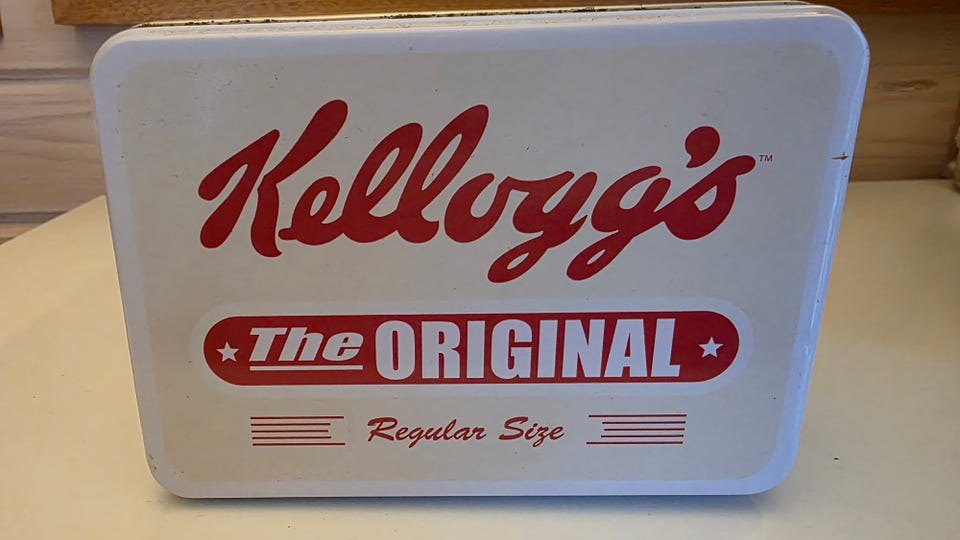 Kellogg's™
The ORIGINAL
Regular Size